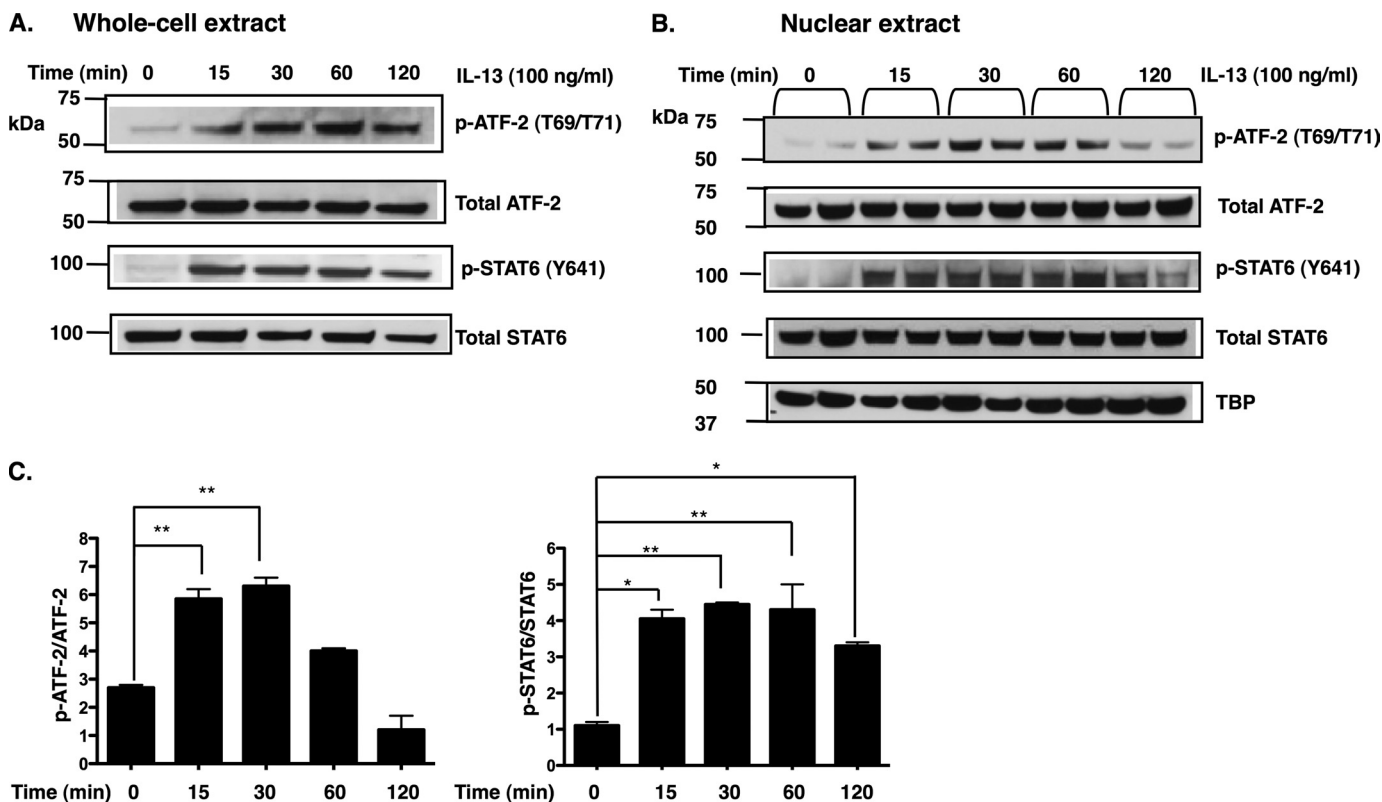 A. Whole-cell extract
Time (min) 0 15 30 60 120 IL-13 (100 ng/ml)
75
kDa
50
p-ATF-2 (T69/T71)
75
50
Total ATF-2
100
p-STAT6 (Y641)
100
Total STAT6
B. Nuclear extract
Time (min) 0 15 30 60 120 IL-13 (100 ng/ml)
kDa
75
50
p-ATF-2 (T69/T71)
75
50
Total ATF-2
100
p-STAT6 (Y641)
100
Total STAT6
50
37
TBP
C.
**
**
8
7
6
5
4
3
2
1
0
p-ATF-2/ATF-2
Time (min) 0 15 30 60 120
*
**
**
*
6
5
4
3
2
1
0
p-STAT6/STAT6
Time (min) 0 15 30 60 120